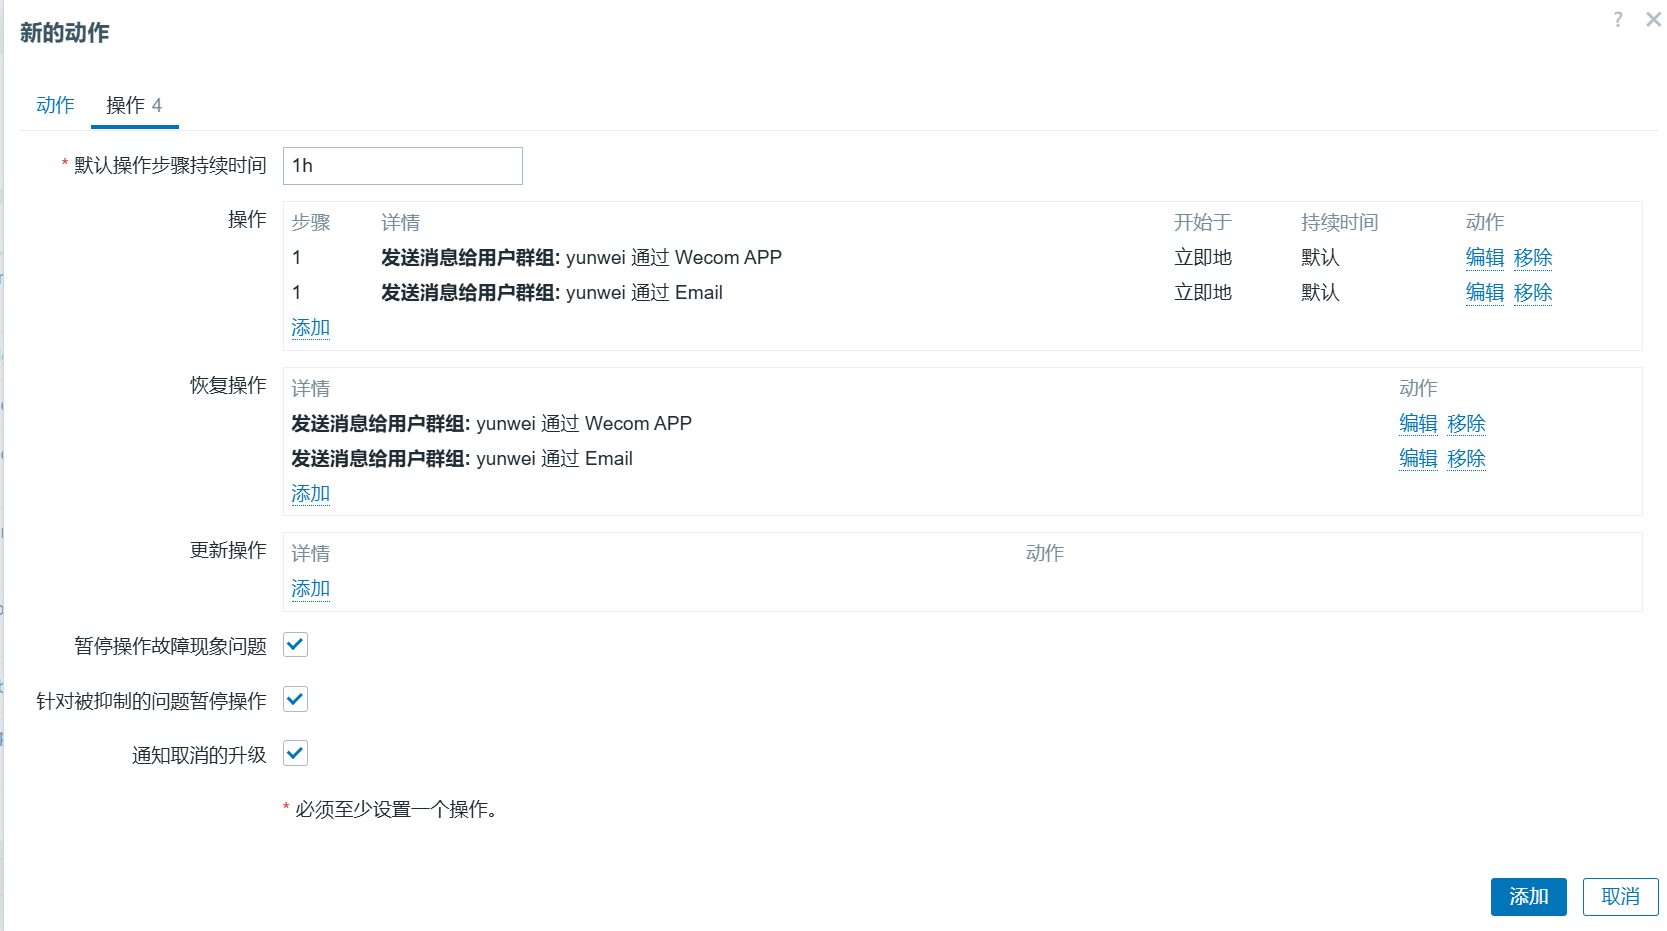 新的动作
?
动作 操作 4
* 默认操作步骤持续时间 1h
操作 步骤 详情 开始于 持续时间 动作
1 发送消息给用户群组: yunwei 通过 Wecom APP 立即地 默认 编辑 移除
1 发送消息给用户群组: yunwei 通过 Email 立即地 默认 编辑 移除
添加
恢复操作 详情 动作
发送消息给用户群组: yunwei 通过 Wecom APP 编辑 移除
发送消息给用户群组: yunwei 通过 Email 编辑 移除
添加
更新操作 详情 动作
添加
暂停操作故障现象问题
针对被抑制的问题暂停操作
通知取消的升级
* 必须至少设置一个操作。
添加 取消